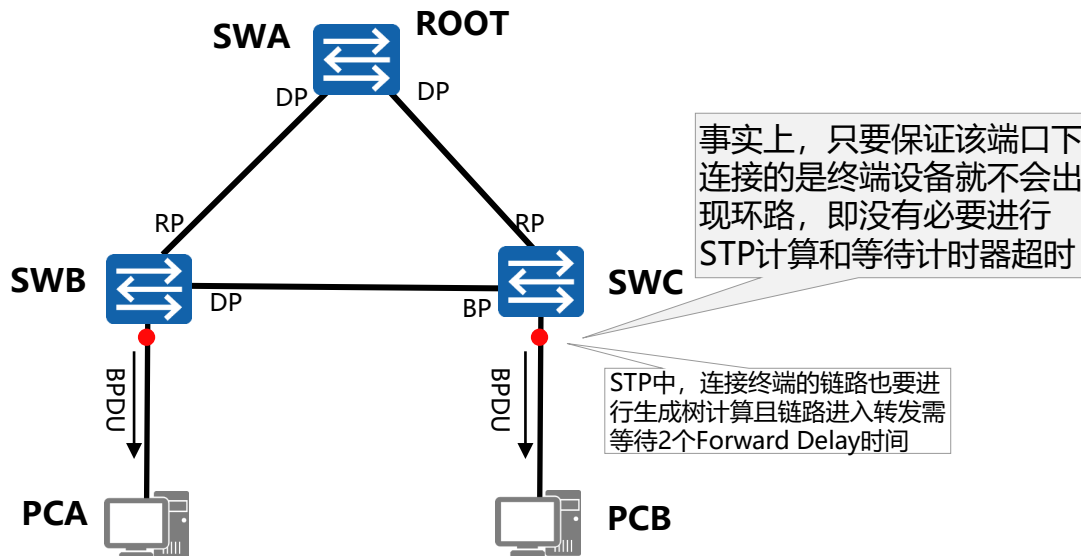 SWA
ROOT
DP
DP
事实上，只要保证该端口下
连接的是终端设备就不会出
现环路，即没有必要进行
STP计算和等待计时器超时
RP
RP
SWB
SWC
DP
BP
BPDU
BPDU
STP中，连接终端的链路也要进
行生成树计算且链路进入转发需
等待2个Forward Delay时间
PCA
PCB